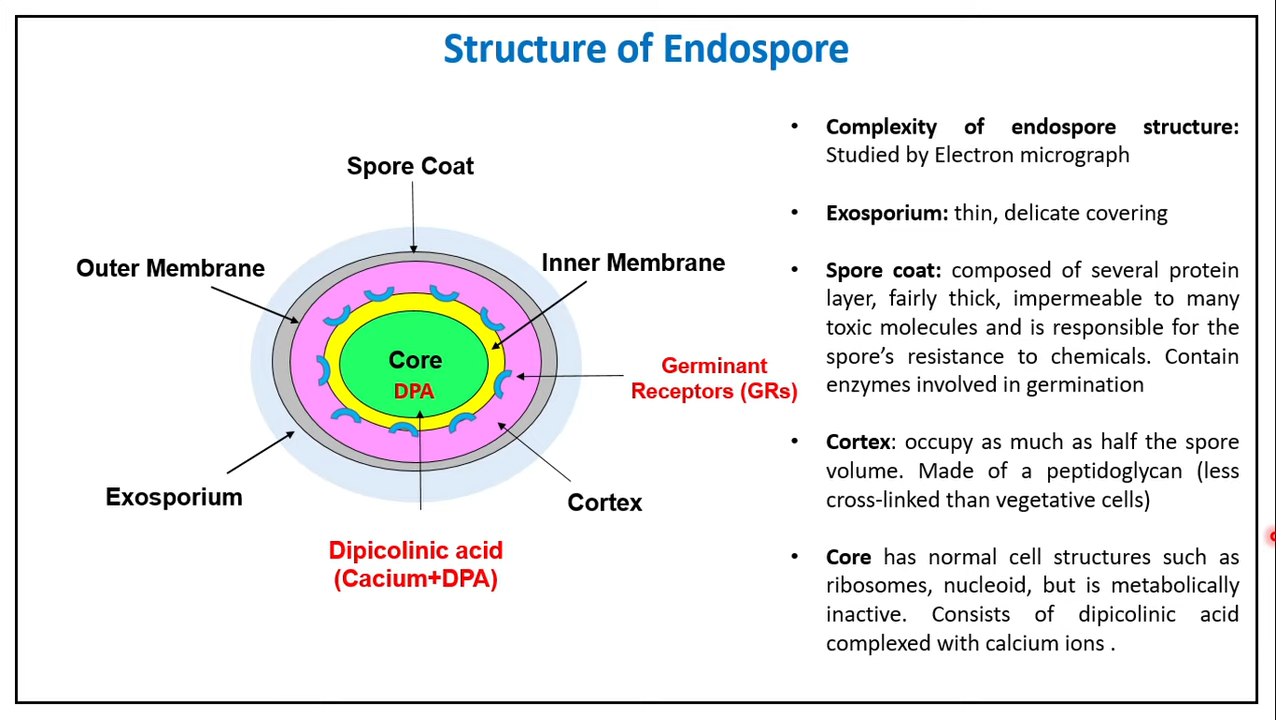 Structure of Endospore
Spore Coat
Outer Membrane
Inner Membrane
Core
DPA
Germinant
Receptors (GRs)
Exosporium
Cortex
Dipicolinic acid
(Cacium+DPA)
• Complexity of endospore structure:
Studied by Electron micrograph
• Exosporium: thin, delicate covering
• Spore coat: composed of several protein
layer, fairly thick, impermeable to many
toxic molecules and is responsible for the
spore's resistance to chemicals. Contain
enzymes involved in germination
• Cortex: occupy as much as half the spore
volume. Made of a peptidoglycan (less
cross-linked than vegetative cells)
• Core has normal cell structures such as
ribosomes, nucleoid, but is metabolically
inactive. Consists of dipicolinic acid
complexed with calcium ions .